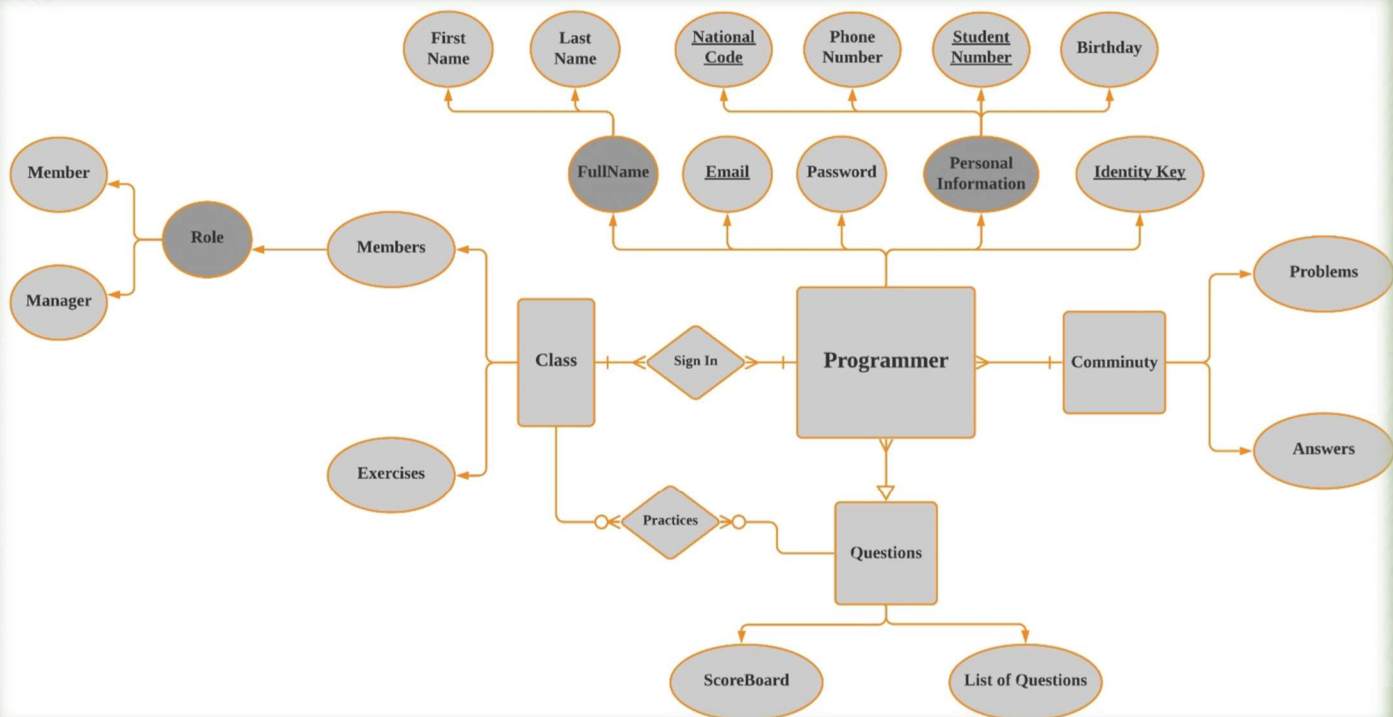 First
Name
Last
Name
National
Code
Phone
Number
Student
Number
Birthday
Member
FullName
Email
Password
Personal
Information
Identity Key
Role
Members
Manager
Problems
Class
Sign In
Programmer
Comminuty
Exercises
Answers
Practices
Questions
ScoreBoard
List of Questions